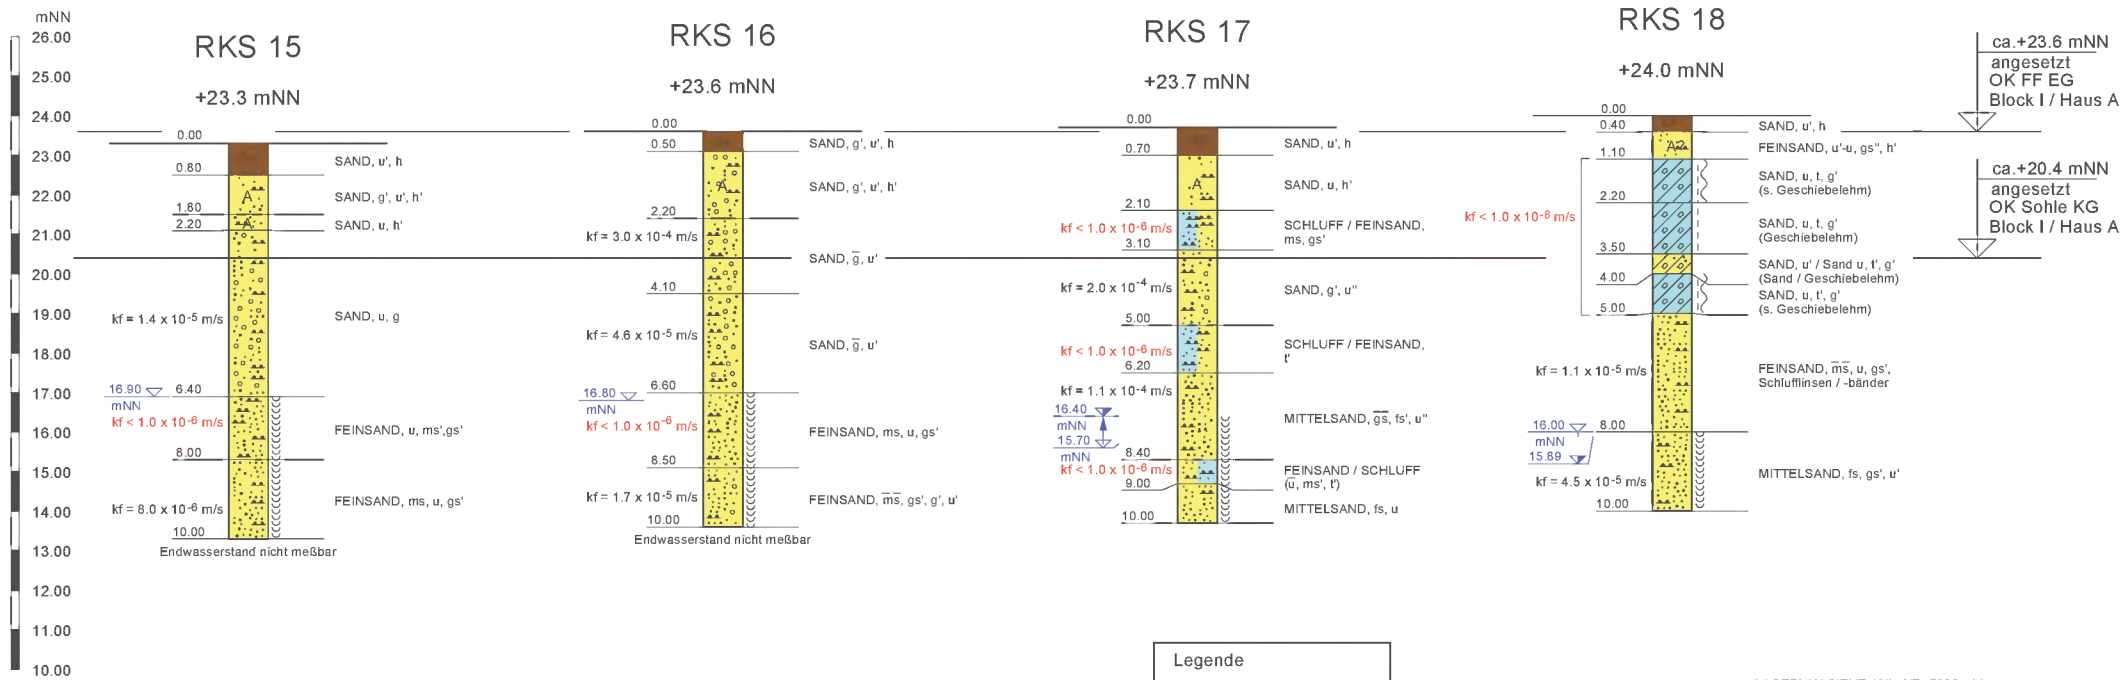 mNN
26.00
25.00
24.00
23.00
22.00
21.00
20.00
19.00
18.00
17.00
16.00
15.00
14.00
13.00
12.00
11.00
10.00
RKS 15
+23.3 mNN
0.00
0.80
SAND, u', h
A
SAND, g', u', h'
1.80
A
2.20
SAND, u, h'
kf = 1.4 x 10-5 m/s
SAND, u, g
16.90
mNN
6.40
kf < 1.0 x 10-6 m/s
FEINSAND, u, ms',gs'
8.00
kf = 8.0 x 10-6 m/s
FEINSAND, ms, u, gs'
10.00
Endwasserstand nicht meßbar
RKS 16
+23.6 mNN
0.00
0.50
SAND, g', u', h
A
SAND, g', u', h'
2.20
kf = 3.0 x 10-4 m/s
SAND, g̅, u'
4.10
kf = 4.6 x 10-5 m/s
SAND, g̅, u'
16.80
mNN
6.60
kf < 1.0 x 10-6 m/s
FEINSAND, ms, u, gs'
8.50
kf = 1.7 x 10-5 m/s
FEINSAND, m̅s̅, gs', g', u'
10.00
Endwasserstand nicht meßbar
RKS 17
+23.7 mNN
0.00
0.70
SAND, u', h
A
SAND, u, h'
2.10
kf < 1.0 x 10-6 m/s
SCHLUFF / FEINSAND,
ms, gs'
3.10
kf = 2.0 x 10-4 m/s
SAND, g', u''
5.00
kf < 1.0 x 10-6 m/s
SCHLUFF / FEINSAND,
t'
6.20
kf = 1.1 x 10-4 m/s
16.40
mNN
15.70
mNN
MITTELSAND, g̅s̅, fs', u''
8.40
kf < 1.0 x 10-6 m/s
FEINSAND / SCHLUFF
(u̅, ms', t')
9.00
MITTELSAND, fs, u
10.00
RKS 18
+24.0 mNN
0.00
0.40
SAND, u', h
A?
FEINSAND, u'-u, gs'', h'
1.10
SAND, u, t, g'
(s. Geschiebelehm)
2.20
kf < 1.0 x 10-8 m/s
SAND, u, t, g'
(Geschiebelehm)
3.50
SAND, u' / Sand u, t', g'
(Sand / Geschiebelehm)
4.00
SAND, u, t', g'
(s. Geschiebelehm)
5.00
kf = 1.1 x 10-5 m/s
FEINSAND, m̅s̅, u, gs',
Schlufflinsen / -bänder
16.00
mNN
15.89
8.00
kf = 4.5 x 10-5 m/s
MITTELSAND, fs, gs', u'
10.00
ca.+23.6 mNN
angesetzt
OK FF EG
Block I / Haus A
ca.+20.4 mNN
angesetzt
OK Sohle KG
Block I / Haus A
Legende